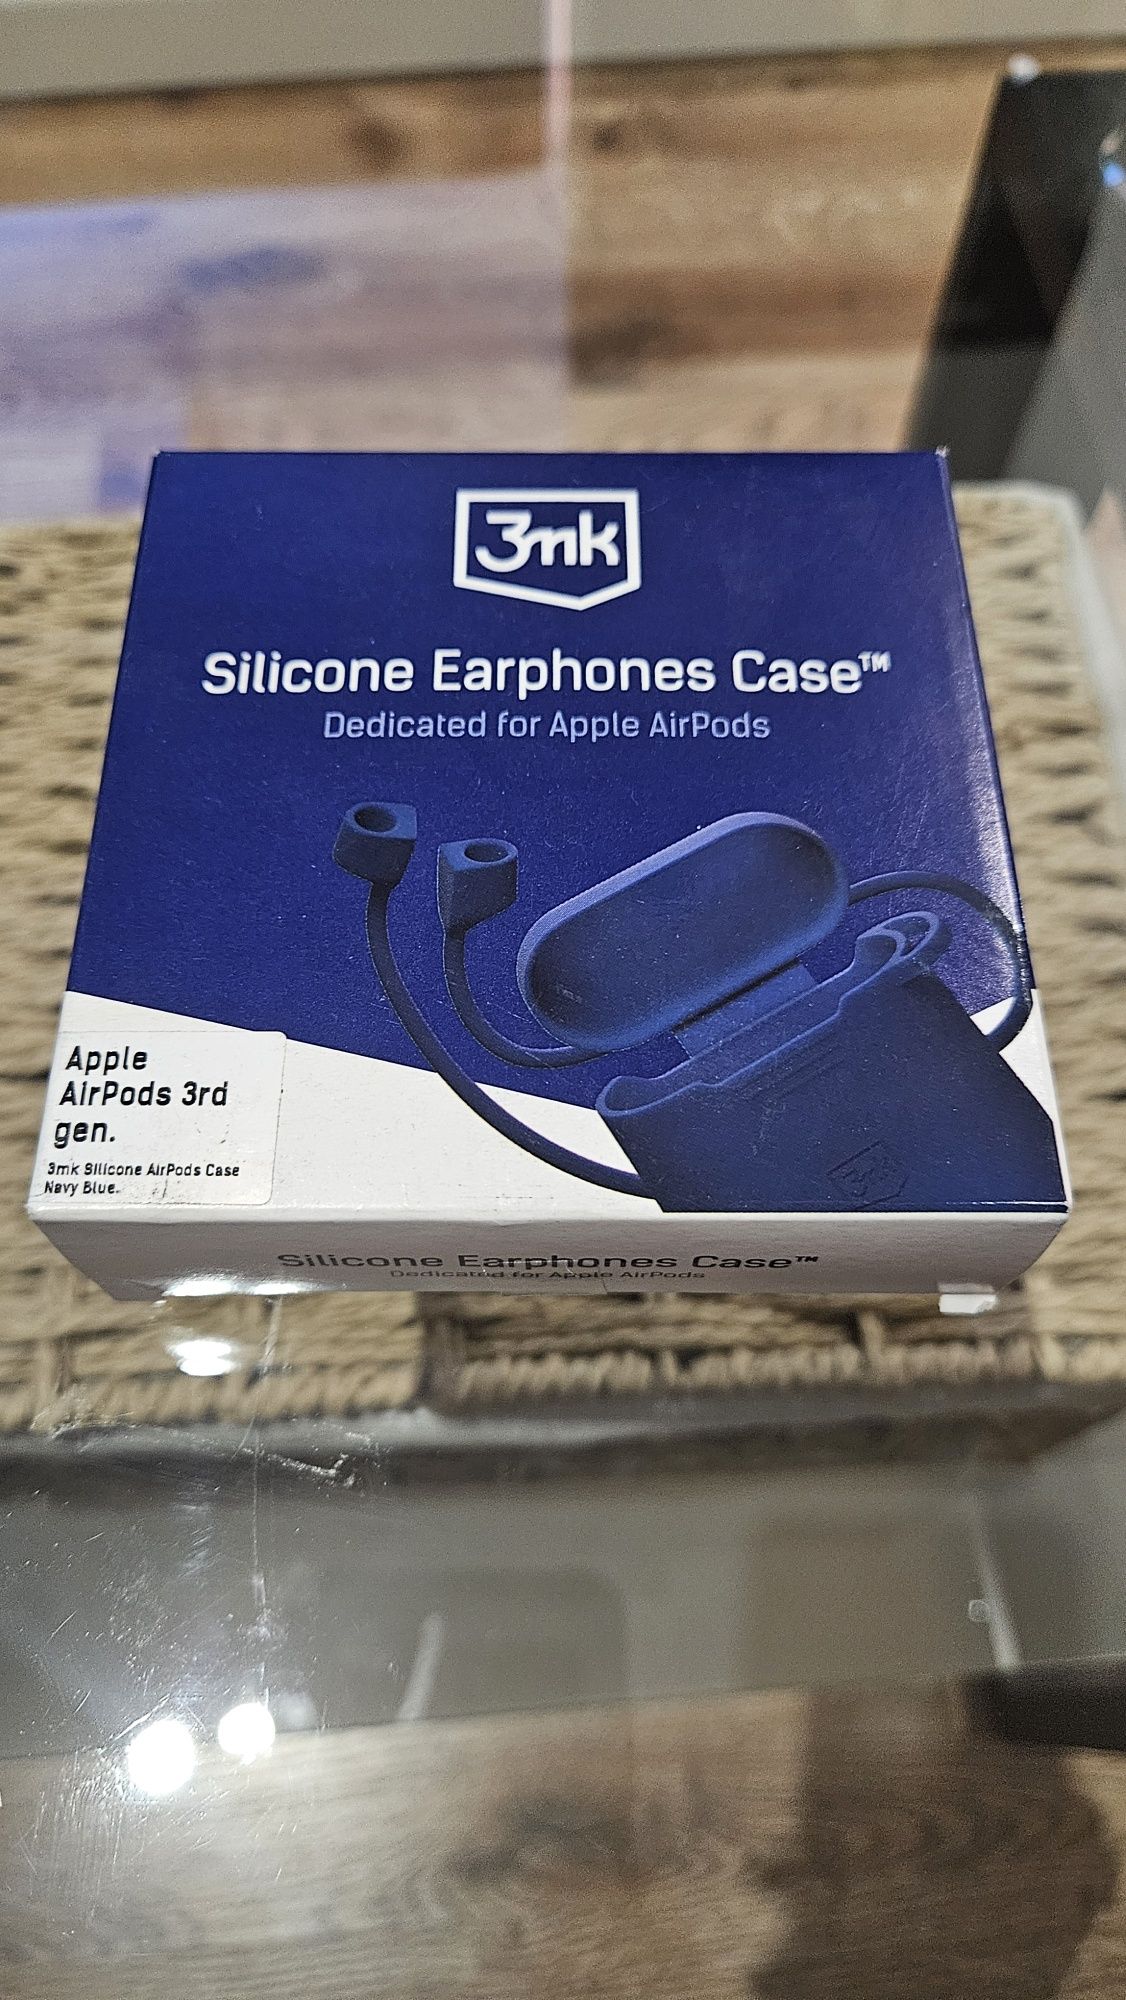 3mk
Silicone Earphones Case™
Dedicated for Apple AirPods
Apple
AirPods 3rd
gen.
3mk Silicone AirPods Case
Navy Blue.
3mk
Silicone Earphones Case™
Dedicated for Apple AirPods